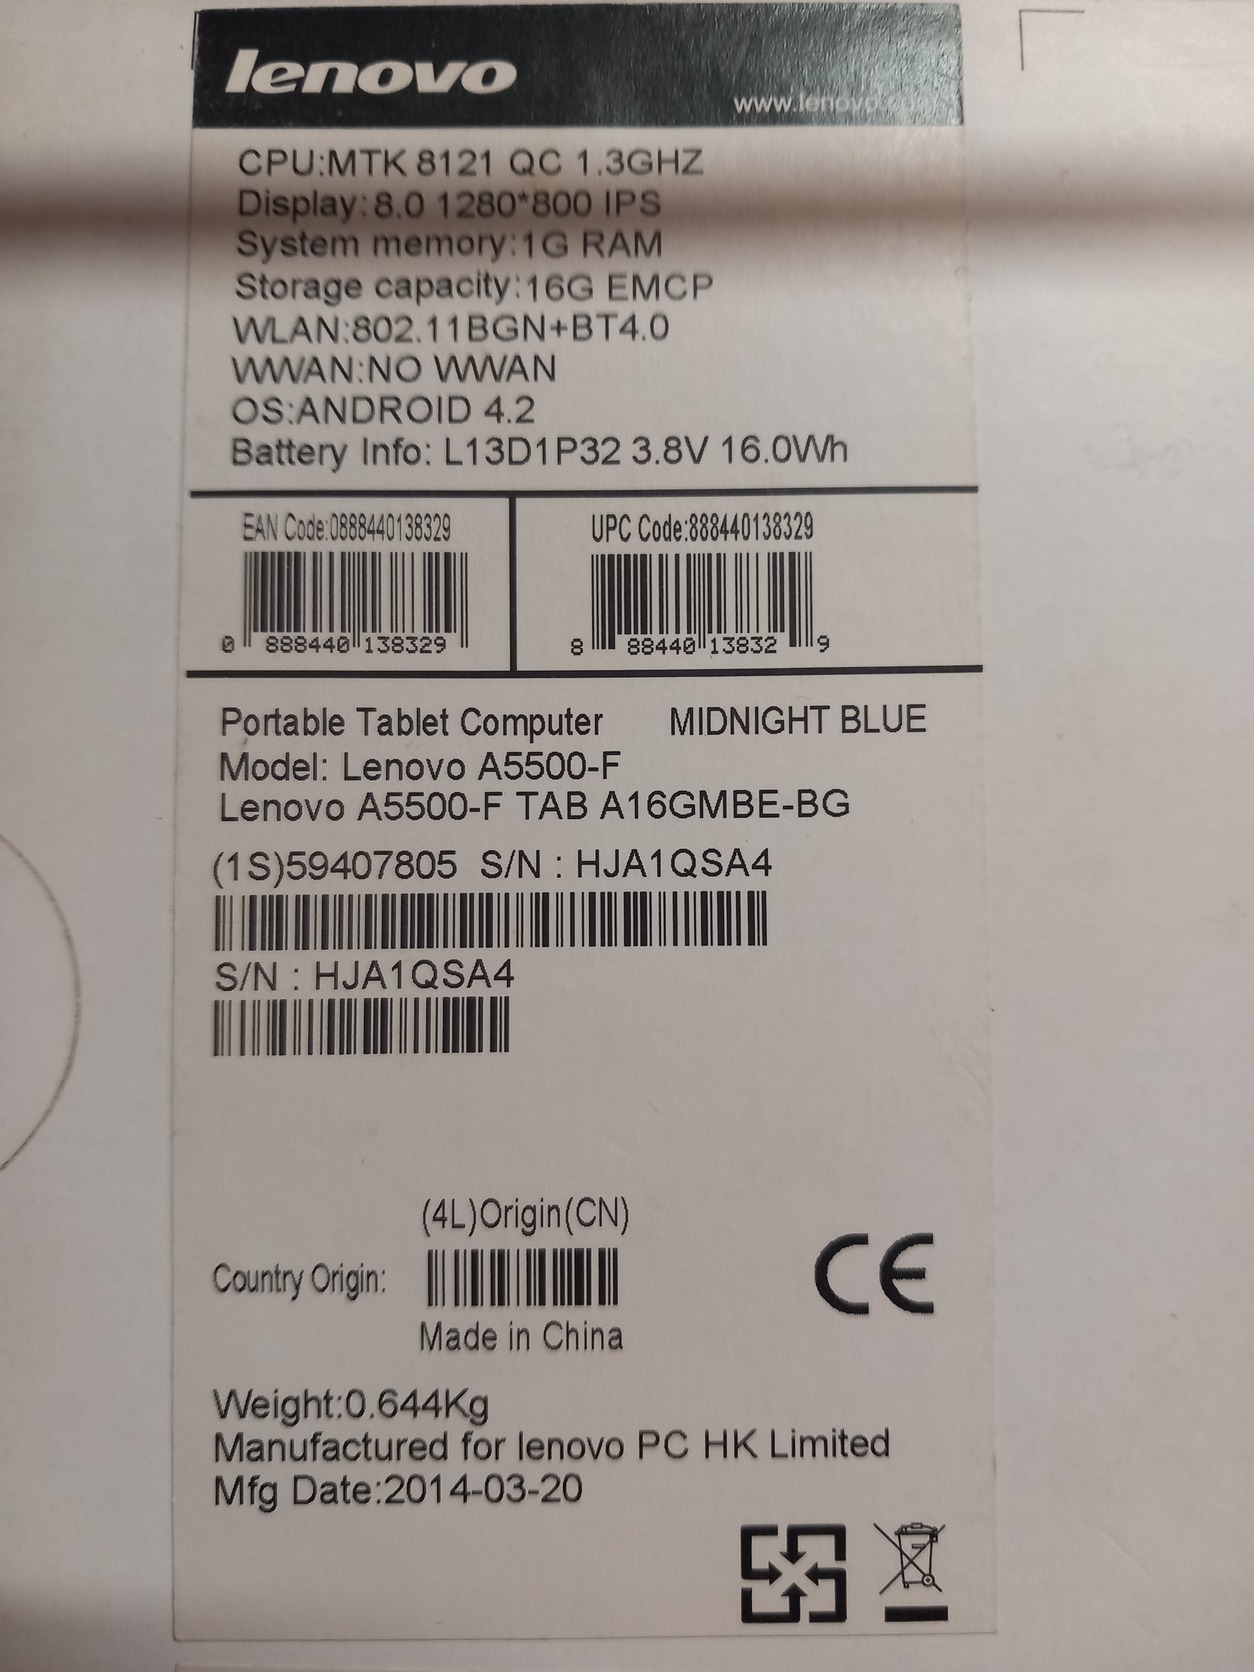 lenovo
www.lenovo.com
CPU:MTK 8121 QC 1.3GHZ
Display:8.0 1280*800 IPS
System memory:1G RAM
Storage capacity:16G EMCP
WLAN:802.11BGN+BT4.0
WWAN:NO WWAN
OS:ANDROID 4.2
Battery Info: L13D1P32 3.8V 16.0Wh
EAN Code:0888440138329
0 888440 138329
UPC Code:888440138329
8 88440 13832 9
Portable Tablet Computer MIDNIGHT BLUE
Model: Lenovo A5500-F
Lenovo A5500-F TAB A16GMBE-BG
(1S)59407805 S/N : HJA1QSA4
S/N : HJA1QSA4
(4L)Origin(CN)
Country Origin:
Made in China
CE
Weight:0.644Kg
Manufactured for lenovo PC HK Limited
Mfg Date:2014-03-20